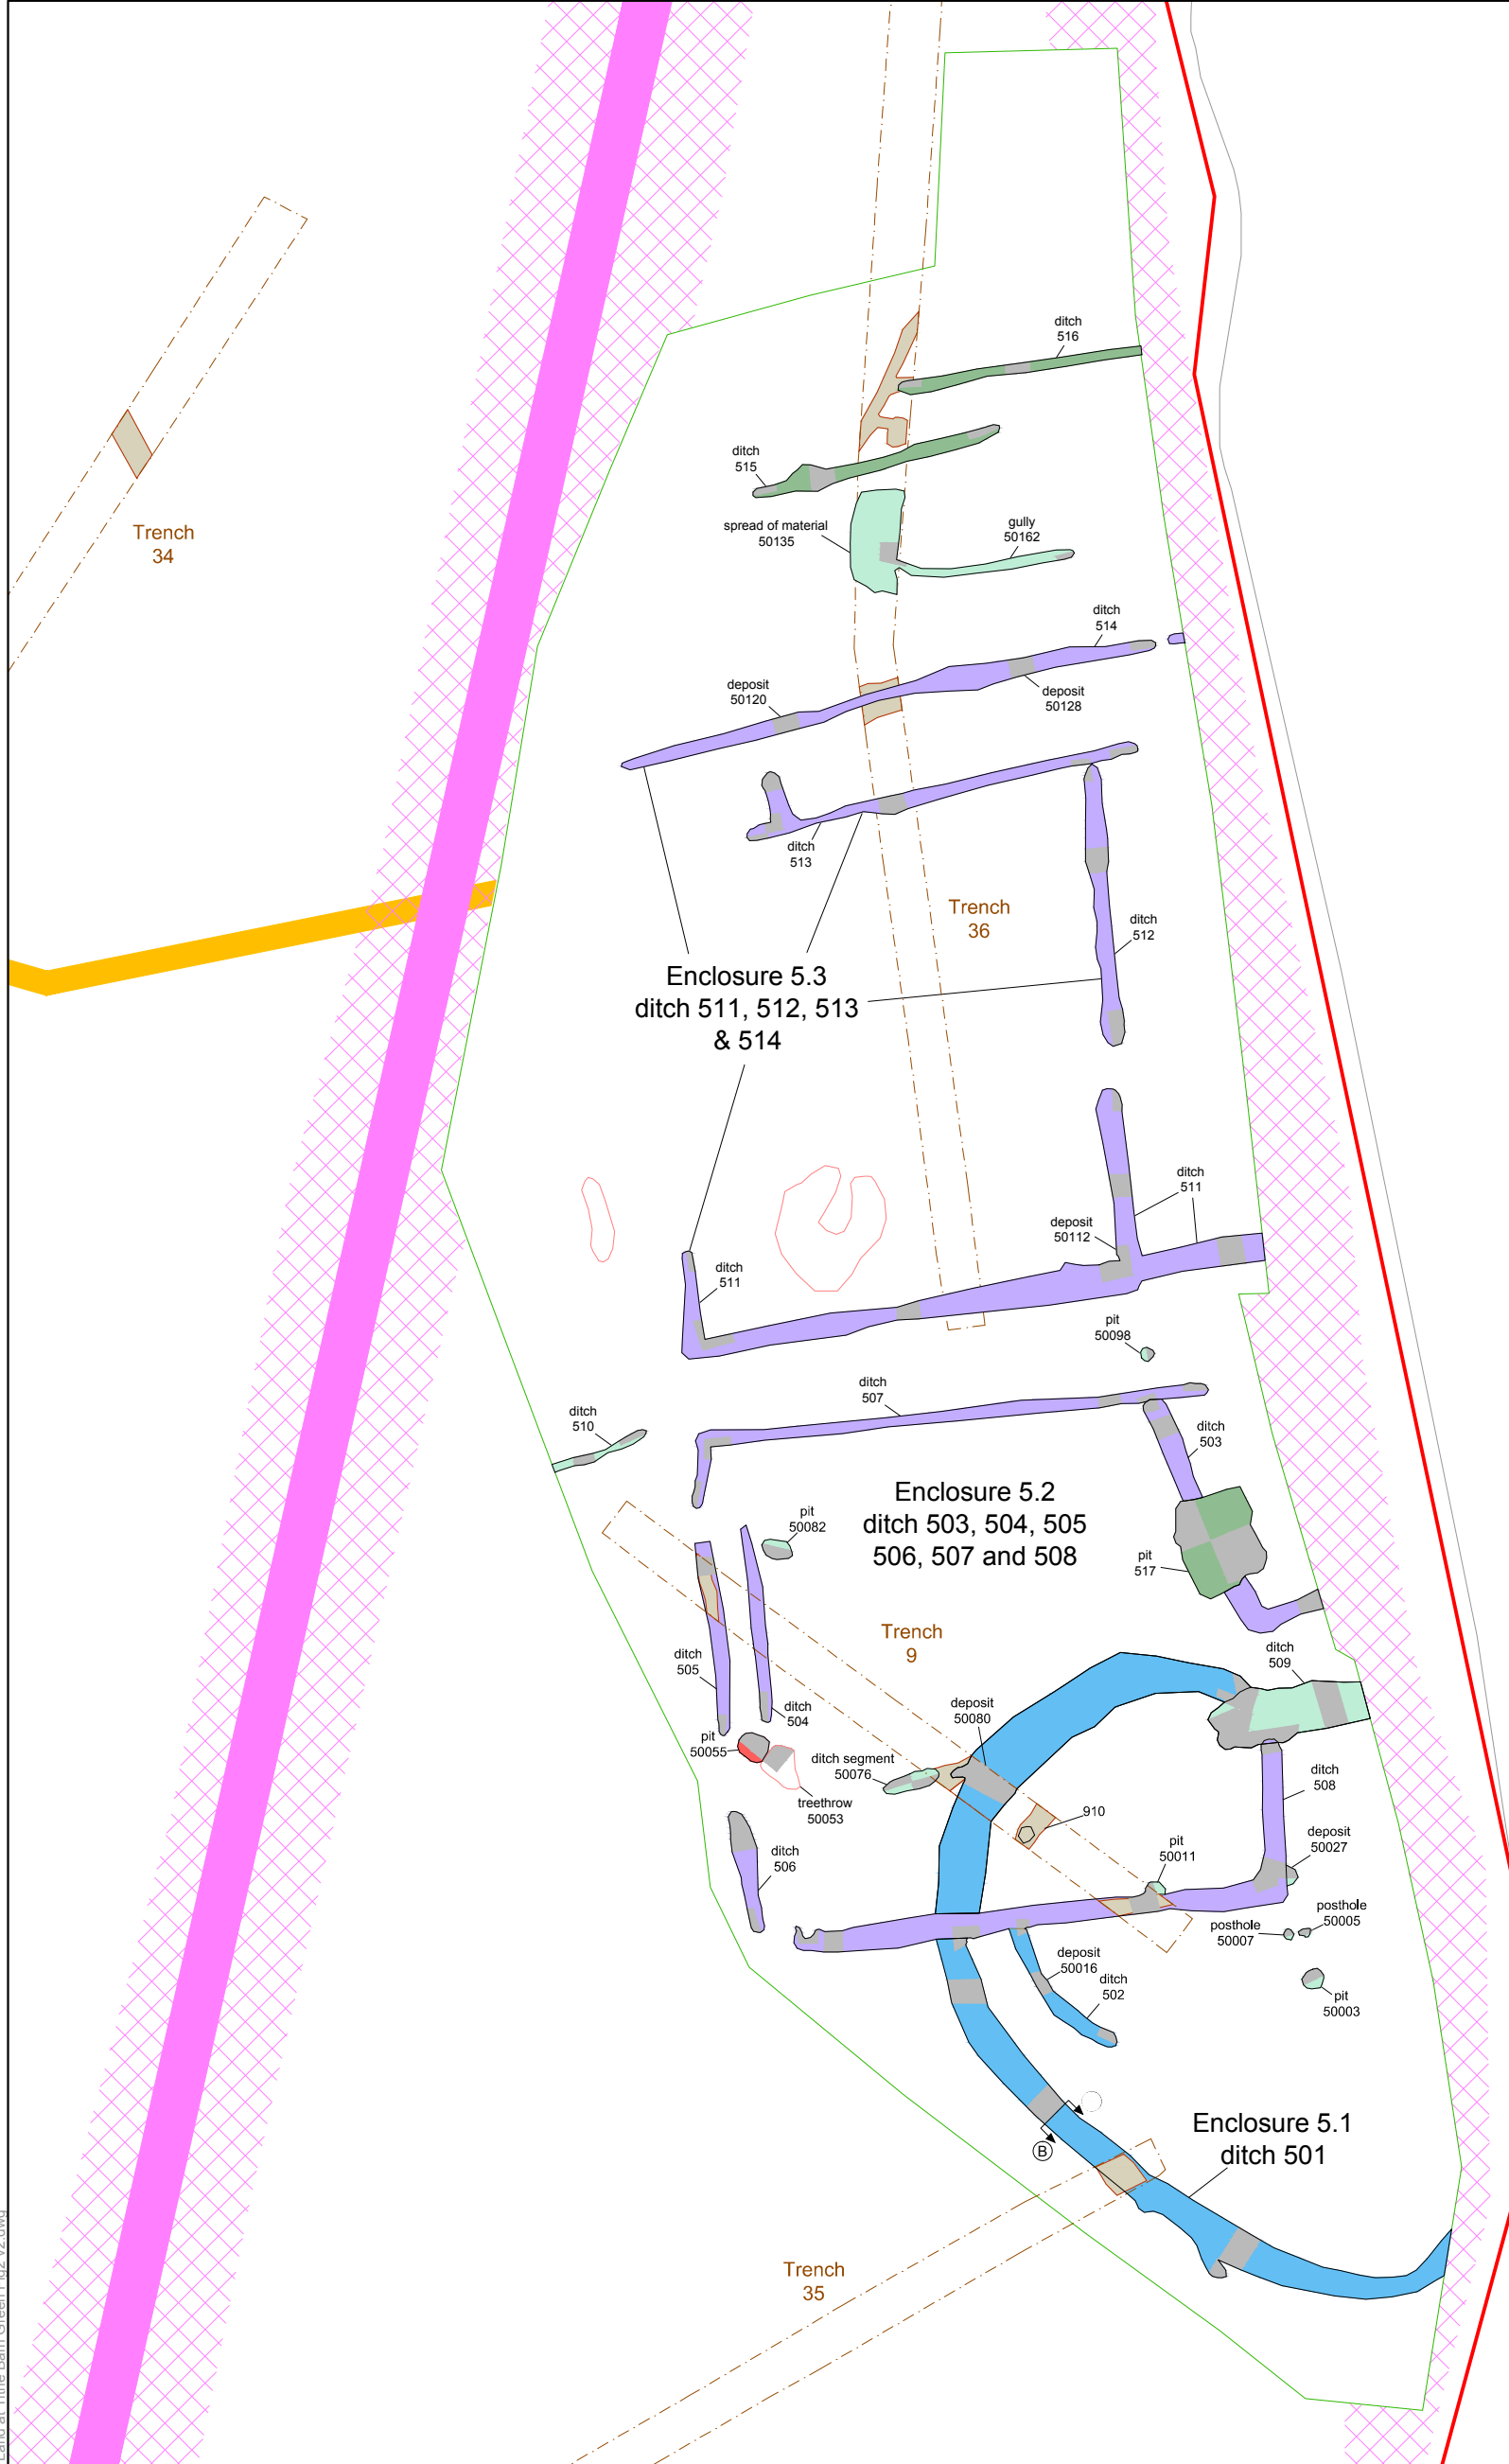 ditch
516
ditch
515
spread of material
50135
gully
50162
Trench
34
ditch
514
deposit
50120
deposit
50128
ditch
513
Trench
36
ditch
512
Enclosure 5.3
ditch 511, 512, 513
& 514
ditch
511
deposit
50112
ditch
511
pit
50098
ditch
507
ditch
510
ditch
503
Enclosure 5.2
ditch 503, 504, 505
506, 507 and 508
pit
50082
pit
517
Trench
9
ditch
505
ditch
509
ditch
504
deposit
50080
pit
50055
ditch segment
50076
ditch
508
treethrow
50053
910
deposit
50027
pit
50011
ditch
506
posthole
50005
posthole
50007
deposit
50016
ditch
502
pit
50003
B
Enclosure 5.1
ditch 501
Trench
35